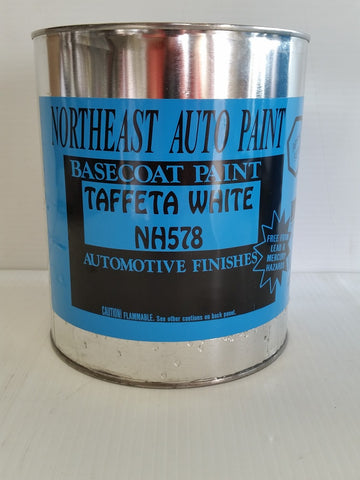 NORTHEAST AUTO PAINT
BASECOAT PAINT
TAFFETA WHITE
NH578
AUTOMOTIVE FINISHES
FREE FROM
LEAD &
MERCURY
HAZARDS
CAUTION! FLAMMABLE. See other cautions on back panel.